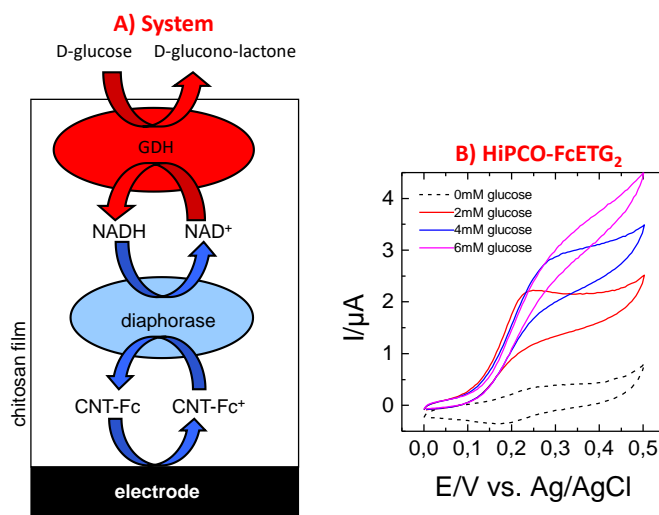 A) System
D-glucose D-glucono-lactone
GDH
NADH NAD⁺
diaphorase
chitosan film
CNT-Fc CNT-Fc⁺
electrode
B) HiPCO-FcETG₂
0mM glucose
2mM glucose
4mM glucose
6mM glucose
I/µA
4
3
2
1
0
0,0 0,1 0,2 0,3 0,4 0,5
E/V vs. Ag/AgCl